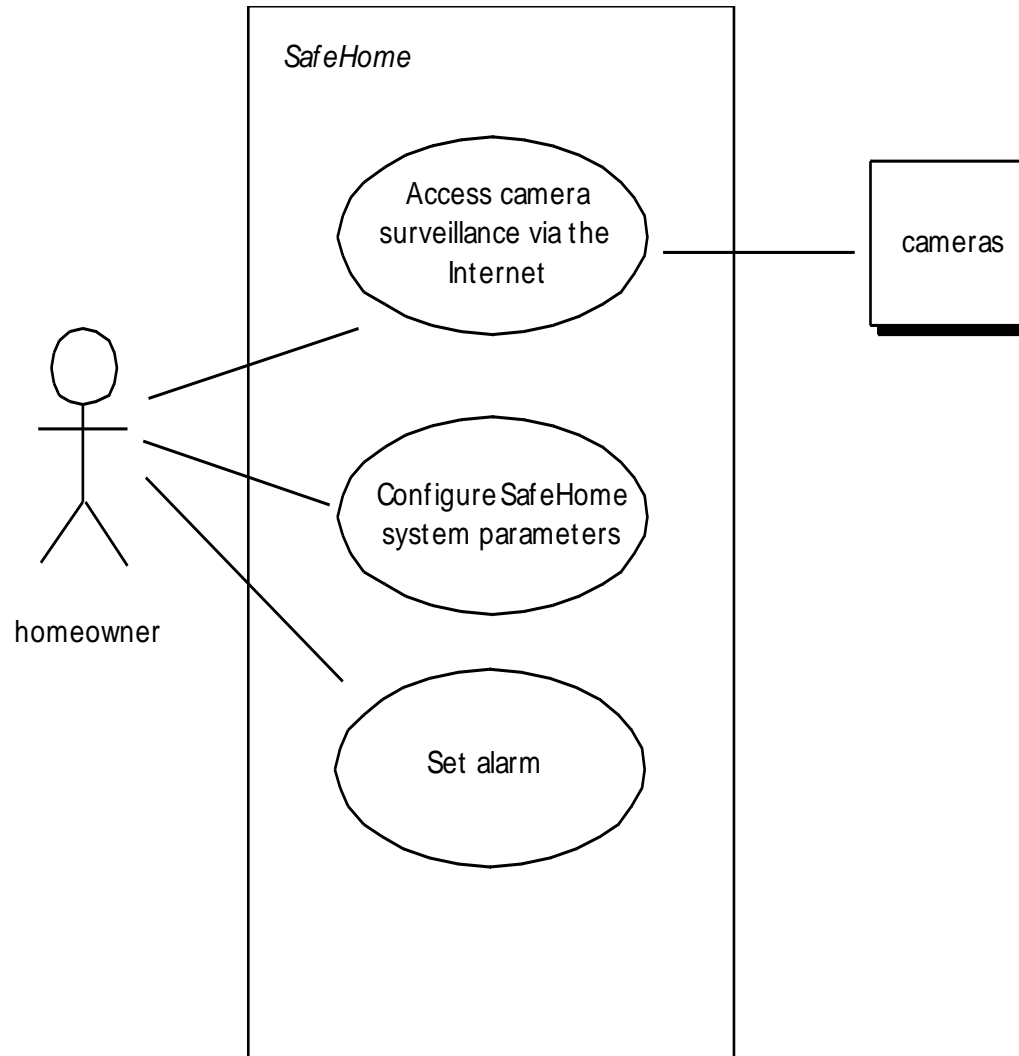 SafeHome
Access camera
surveillance via the
Internet
cameras
Configure SafeHome
system parameters
homeowner
Set alarm